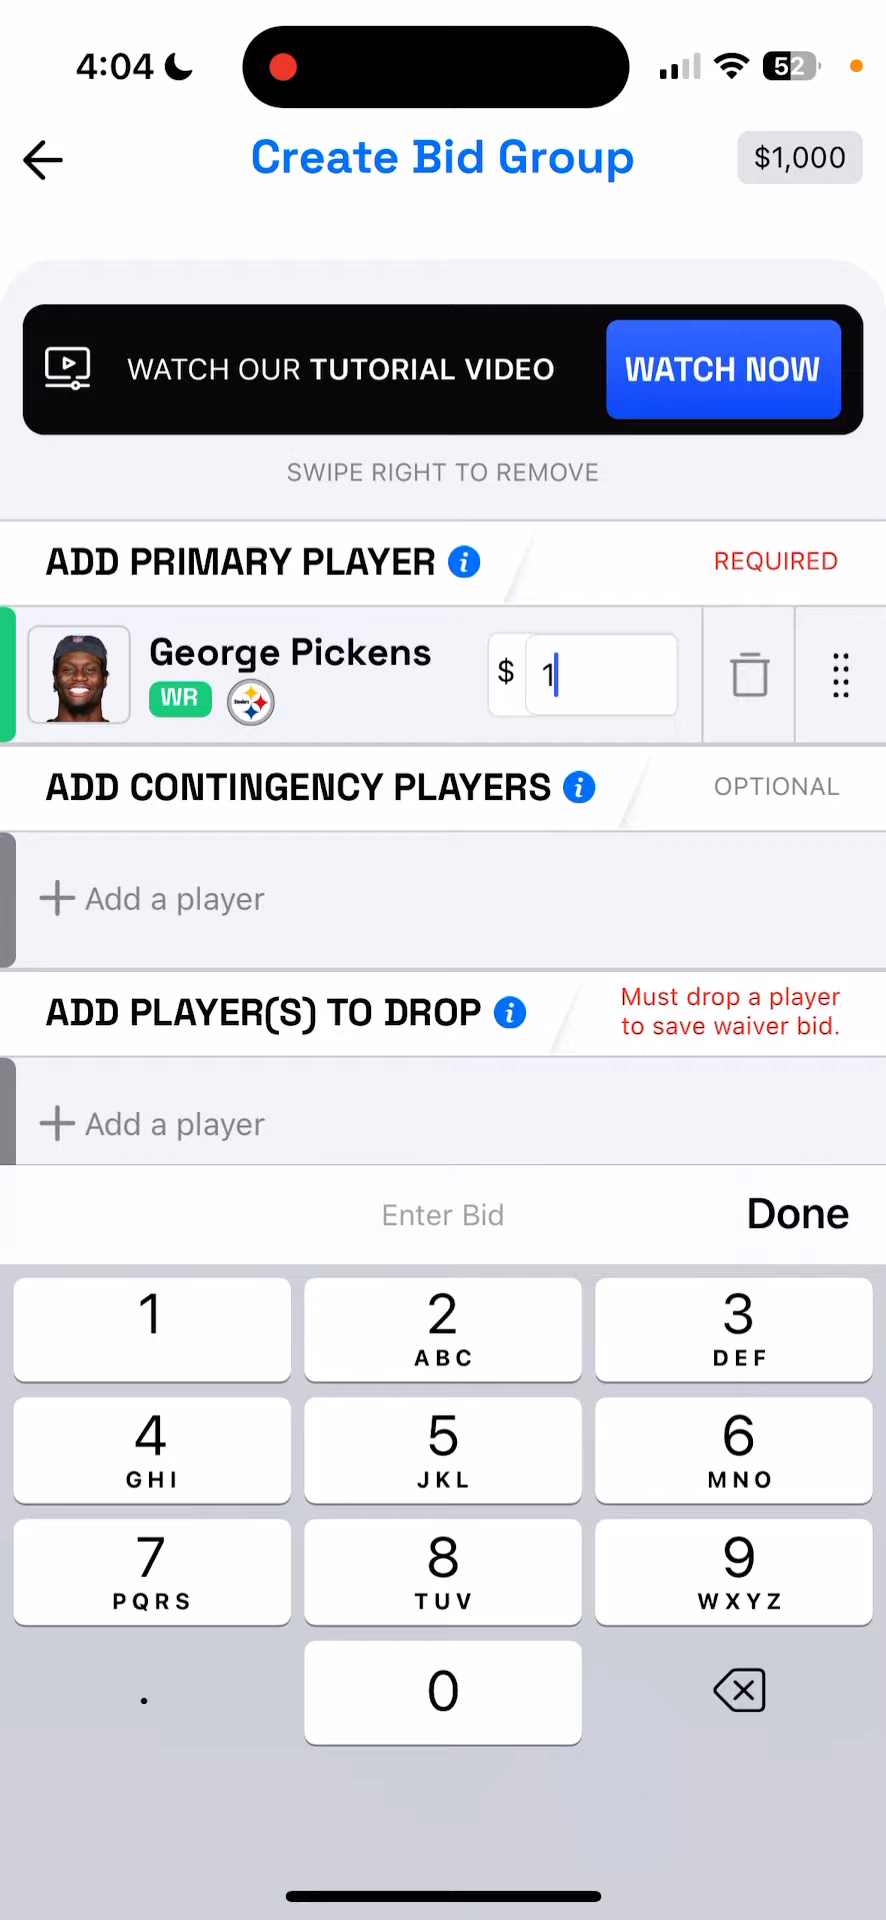 4:04
52
Create Bid Group
$1,000
WATCH OUR TUTORIAL VIDEO
WATCH NOW
SWIPE RIGHT TO REMOVE
ADD PRIMARY PLAYER i
REQUIRED
George Pickens
WR
Steelers
$ 1
ADD CONTINGENCY PLAYERS i
OPTIONAL
+ Add a player
ADD PLAYER(S) TO DROP i
Must drop a player
to save waiver bid.
+ Add a player
Enter Bid
Done
1
2
ABC
3
DEF
4
GHI
5
JKL
6
MNO
7
PQRS
8
TUV
9
WXYZ
.
0